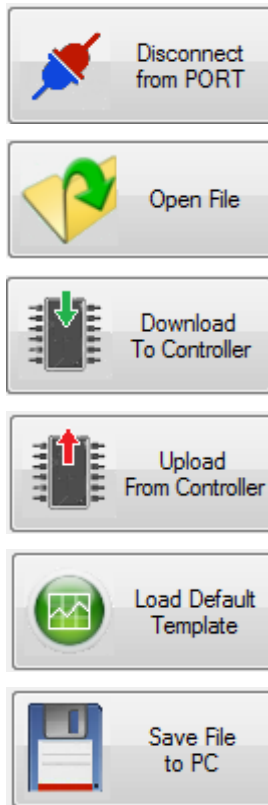 Disconnect
from PORT
Open File
Download
To Controller
Upload
From Controller
Load Default
Template
Save File
to PC